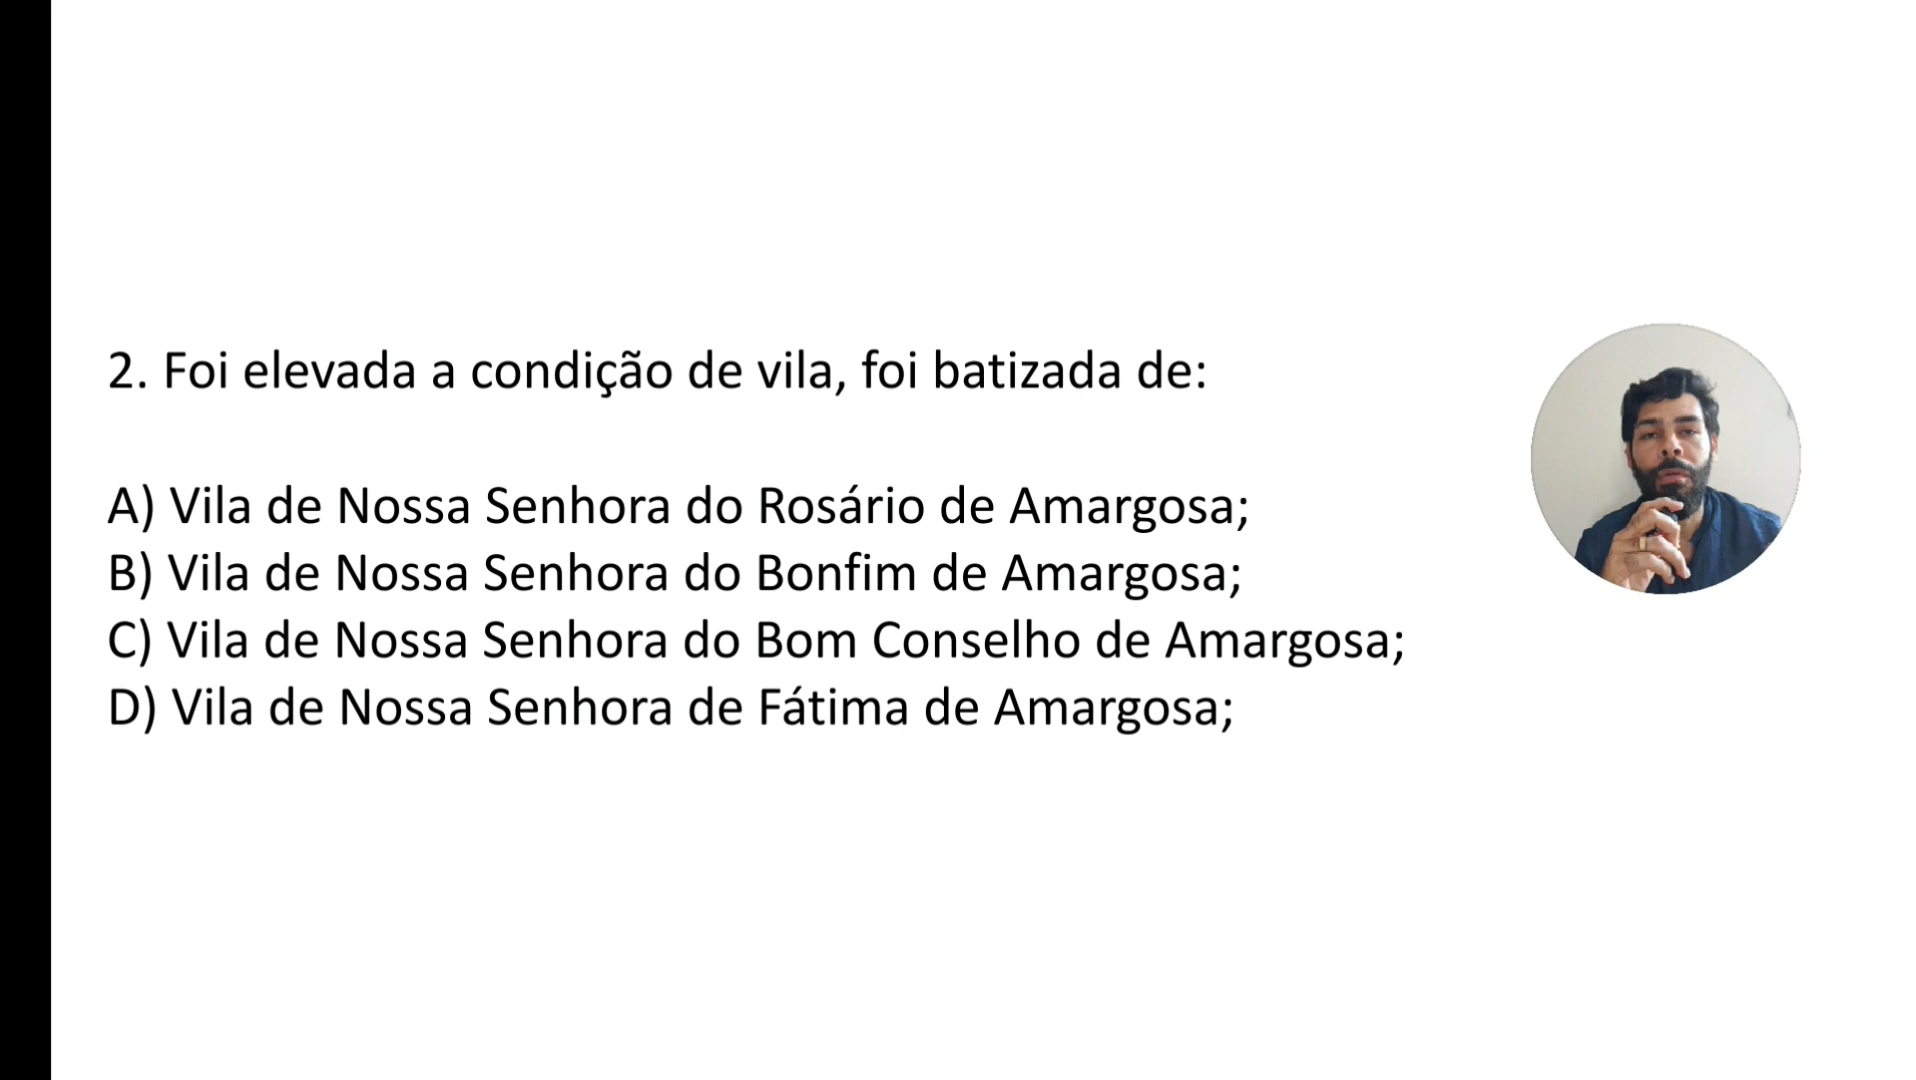 2. Foi elevada a condição de vila, foi batizada de:
A) Vila de Nossa Senhora do Rosário de Amargosa;
B) Vila de Nossa Senhora do Bonfim de Amargosa;
C) Vila de Nossa Senhora do Bom Conselho de Amargosa;
D) Vila de Nossa Senhora de Fátima de Amargosa;